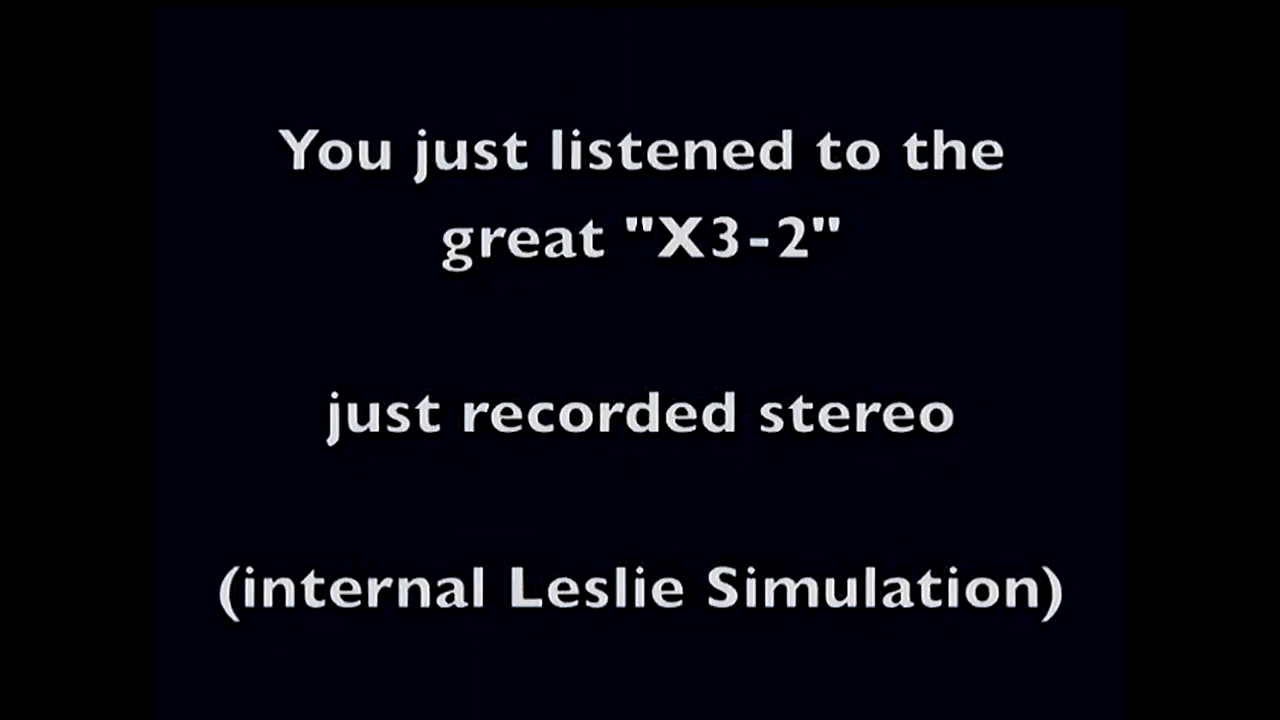 You just listened to the
great "X3-2"
just recorded stereo
(internal Leslie Simulation)